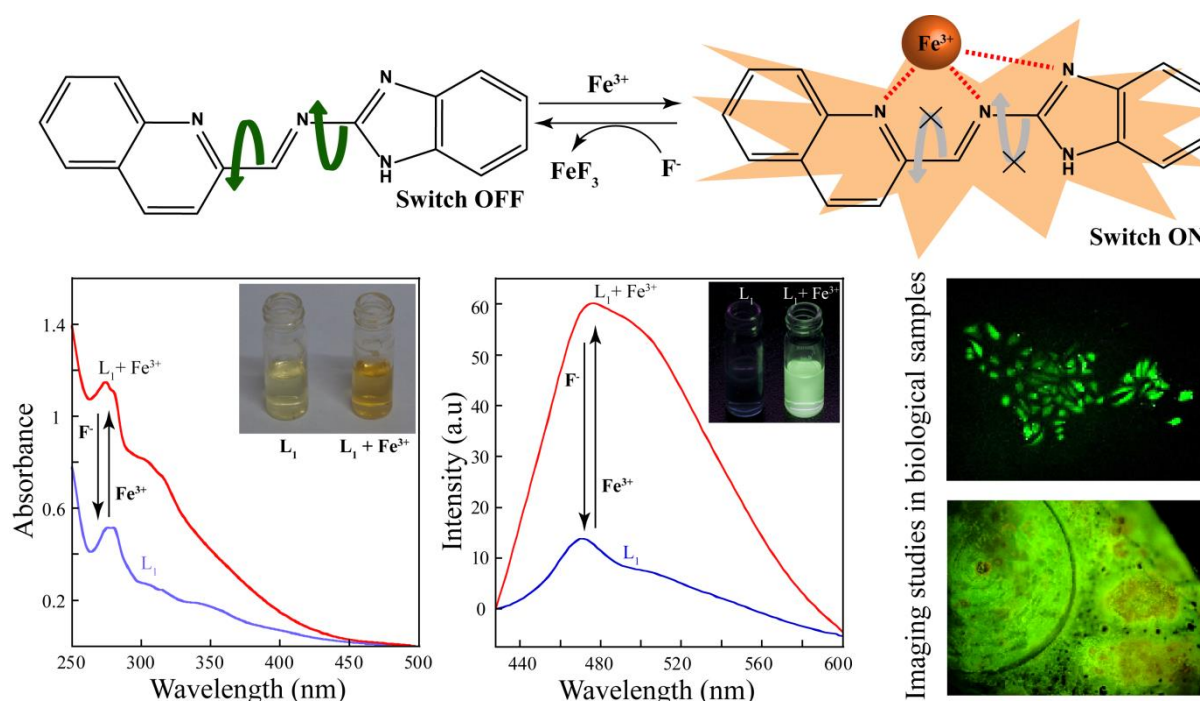 Fe³⁺
N
N
N
N
H
Switch OFF
Fe³⁺
FeF₃
F⁻
N
N
N
N
H
Switch ON
L₁+ Fe³⁺
F⁻
Fe³⁺
L₁
L₁
L₁ + Fe³⁺
Absorbance
1.4
1
0.6
0.2
250
300
350
400
450
500
Wavelength (nm)
L₁+ Fe³⁺
F⁻
Fe³⁺
L₁
L₁
L₁+ Fe³⁺
Intensity (a.u)
60
50
40
30
20
10
0
440
480
520
560
600
Wavelength (nm)
Imaging studies in biological samples